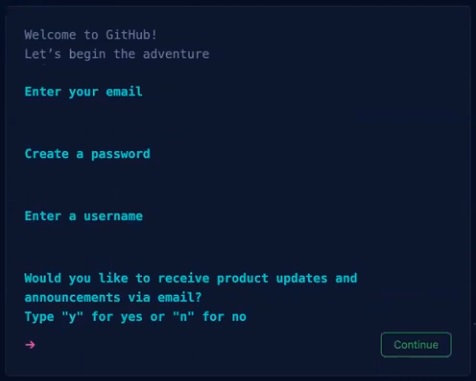 Welcome to GitHub!
Let’s begin the adventure
Enter your email
Create a password
Enter a username
Would you like to receive product updates and
announcements via email?
Type "y" for yes or "n" for no
→
Continue